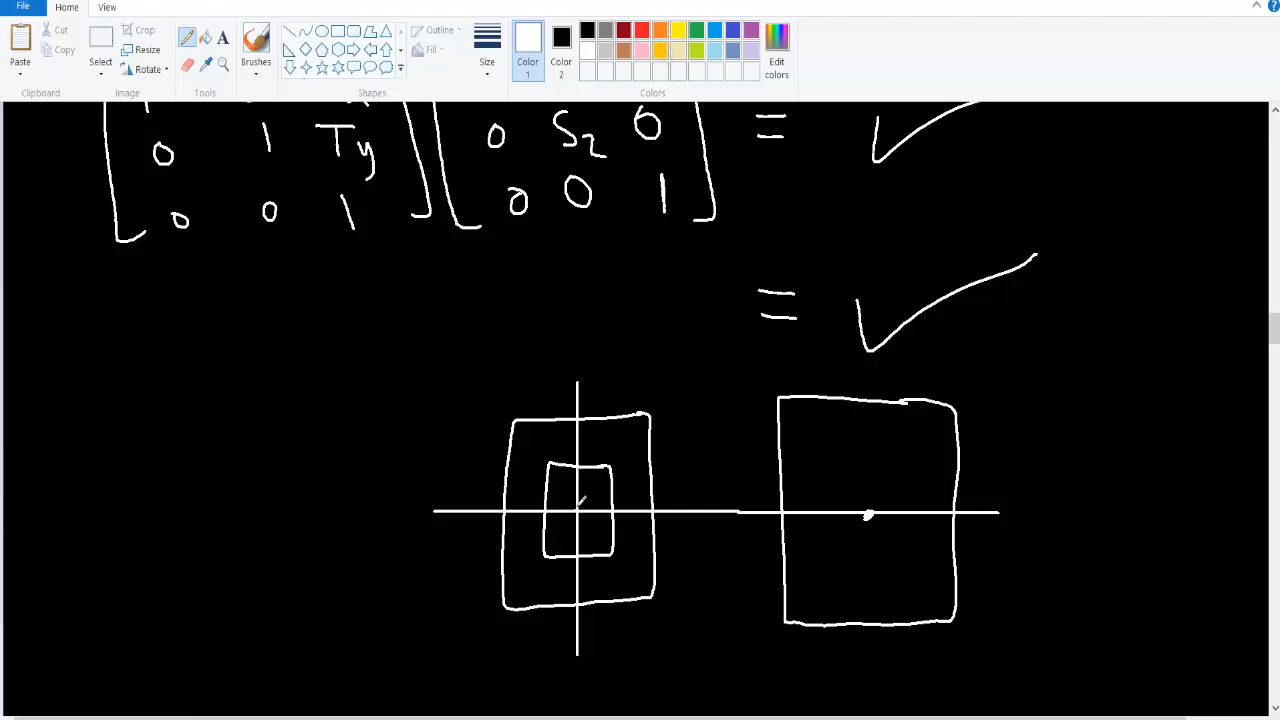 File Home View
Paste
Cut
Copy
Clipboard
Select
Crop
Resize
Rotate
Image
Tools
Brushes
Shapes
Outline
Fill
Size
Color 1
Color 2
Edit colors
Colors
0 1 Ty 0 S2 0 =
0 0 1 0 0 1
=